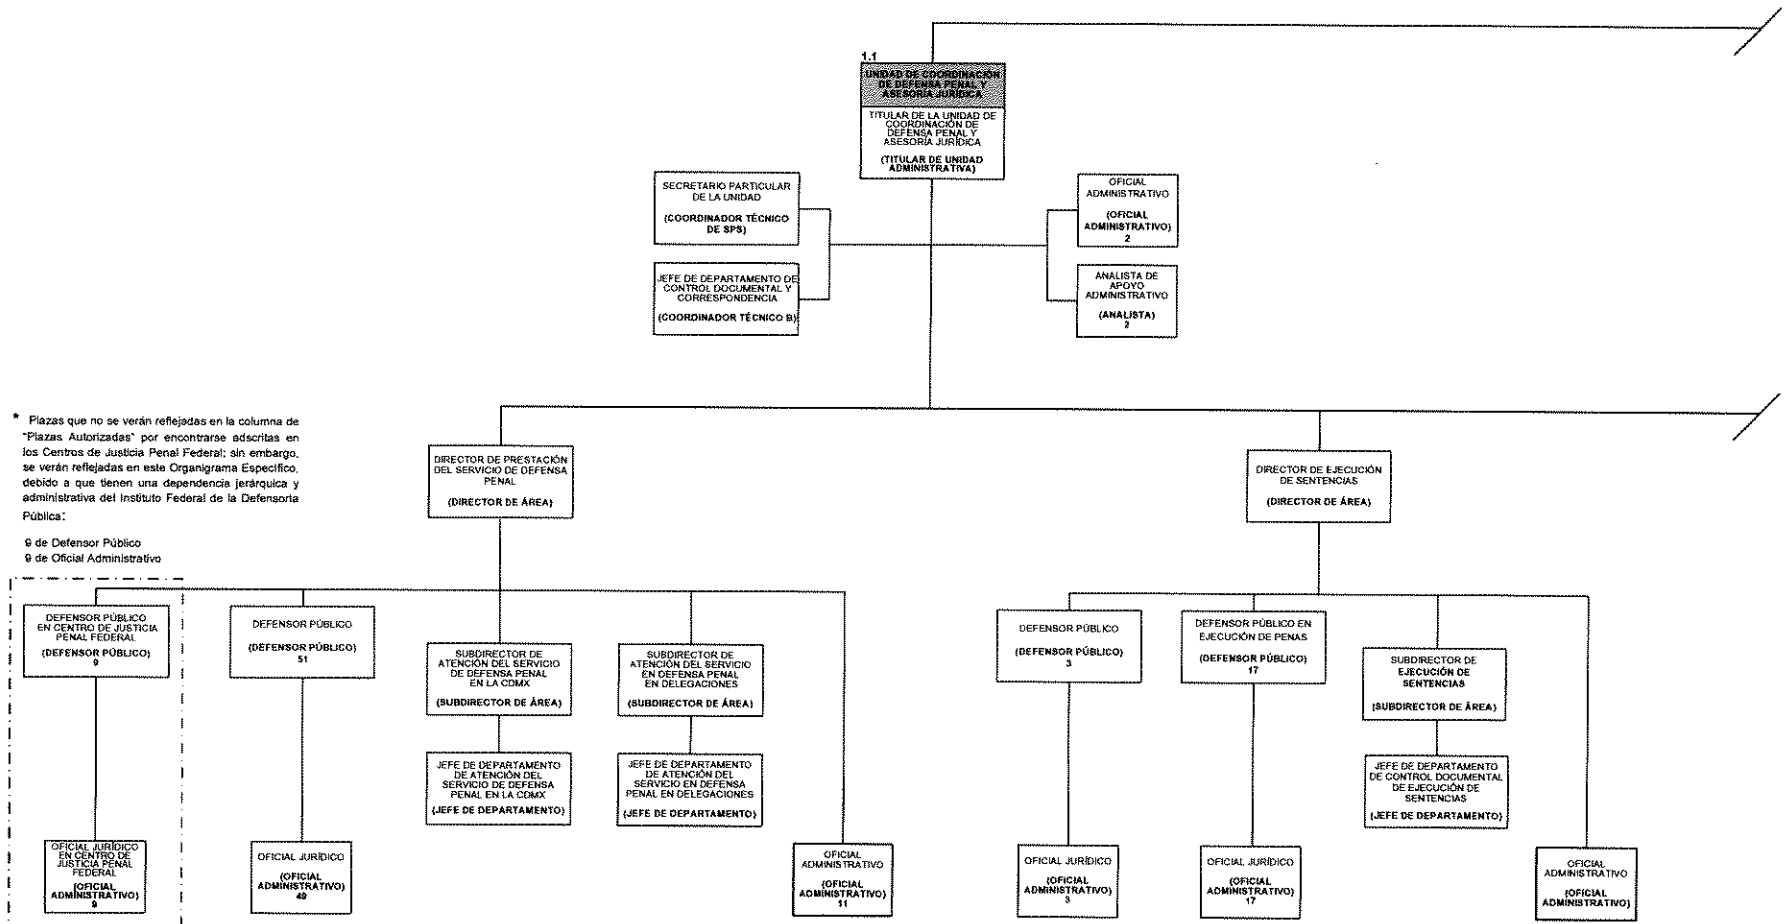 1.1
UNIDAD DE COORDINACIÓN
DE DEFENSA PENAL Y
ASESORÍA JURÍDICA
TITULAR DE LA UNIDAD DE
COORDINACIÓN DE
DEFENSA PENAL Y
ASESORÍA JURÍDICA
(TITULAR DE UNIDAD
ADMINISTRATIVA)
SECRETARIO PARTICULAR
DE LA UNIDAD
(COORDINADOR TÉCNICO
DE SPS)
OFICIAL
ADMINISTRATIVO
(OFICIAL
ADMINISTRATIVO)
2
JEFE DE DEPARTAMENTO DE
CONTROL DOCUMENTAL Y
CORRESPONDENCIA
(COORDINADOR TÉCNICO B)
ANALISTA DE
APOYO
ADMINISTRATIVO
(ANALISTA)
2
* Plazas que no se verán reflejadas en la columna de
"Plazas Autorizadas" por encontrarse adscritas en
los Centros de Justicia Penal Federal; sin embargo,
se verán reflejadas en este Organigrama Específico,
debido a que tienen una dependencia jerárquica y
administrativa del Instituto Federal de la Defensoría
Pública:
9 de Defensor Público
9 de Oficial Administrativo
DIRECTOR DE PRESTACIÓN
DEL SERVICIO DE DEFENSA
PENAL
(DIRECTOR DE ÁREA)
DIRECTOR DE EJECUCIÓN
DE SENTENCIAS
(DIRECTOR DE ÁREA)
DEFENSOR PÚBLICO
EN CENTRO DE JUSTICIA
PENAL FEDERAL
(DEFENSOR PÚBLICO)
9
DEFENSOR PÚBLICO
(DEFENSOR PÚBLICO)
51
SUBDIRECTOR DE
ATENCIÓN DEL SERVICIO
DE DEFENSA PENAL
EN LA CDMX
(SUBDIRECTOR DE ÁREA)
SUBDIRECTOR DE
ATENCIÓN DEL SERVICIO
EN DEFENSA PENAL
EN DELEGACIONES
(SUBDIRECTOR DE ÁREA)
DEFENSOR PÚBLICO
(DEFENSOR PÚBLICO)
3
DEFENSOR PÚBLICO EN
EJECUCIÓN DE PENAS
(DEFENSOR PÚBLICO)
17
SUBDIRECTOR DE
EJECUCIÓN DE
SENTENCIAS
(SUBDIRECTOR DE ÁREA)
JEFE DE DEPARTAMENTO
DE ATENCIÓN DEL
SERVICIO DE DEFENSA
PENAL EN LA CDMX
(JEFE DE DEPARTAMENTO)
JEFE DE DEPARTAMENTO
DE ATENCIÓN DEL
SERVICIO EN DEFENSA
PENAL EN DELEGACIONES
(JEFE DE DEPARTAMENTO)
JEFE DE DEPARTAMENTO
DE CONTROL DOCUMENTAL
DE EJECUCIÓN DE
SENTENCIAS
(JEFE DE DEPARTAMENTO)
OFICIAL JURÍDICO
EN CENTRO DE
JUSTICIA PENAL
FEDERAL
(OFICIAL
ADMINISTRATIVO)
9
OFICIAL JURÍDICO
(OFICIAL
ADMINISTRATIVO)
49
OFICIAL
ADMINISTRATIVO
(OFICIAL
ADMINISTRATIVO)
11
OFICIAL JURÍDICO
(OFICIAL
ADMINISTRATIVO)
3
OFICIAL JURÍDICO
(OFICIAL
ADMINISTRATIVO)
17
OFICIAL
ADMINISTRATIVO
(OFICIAL
ADMINISTRATIVO)